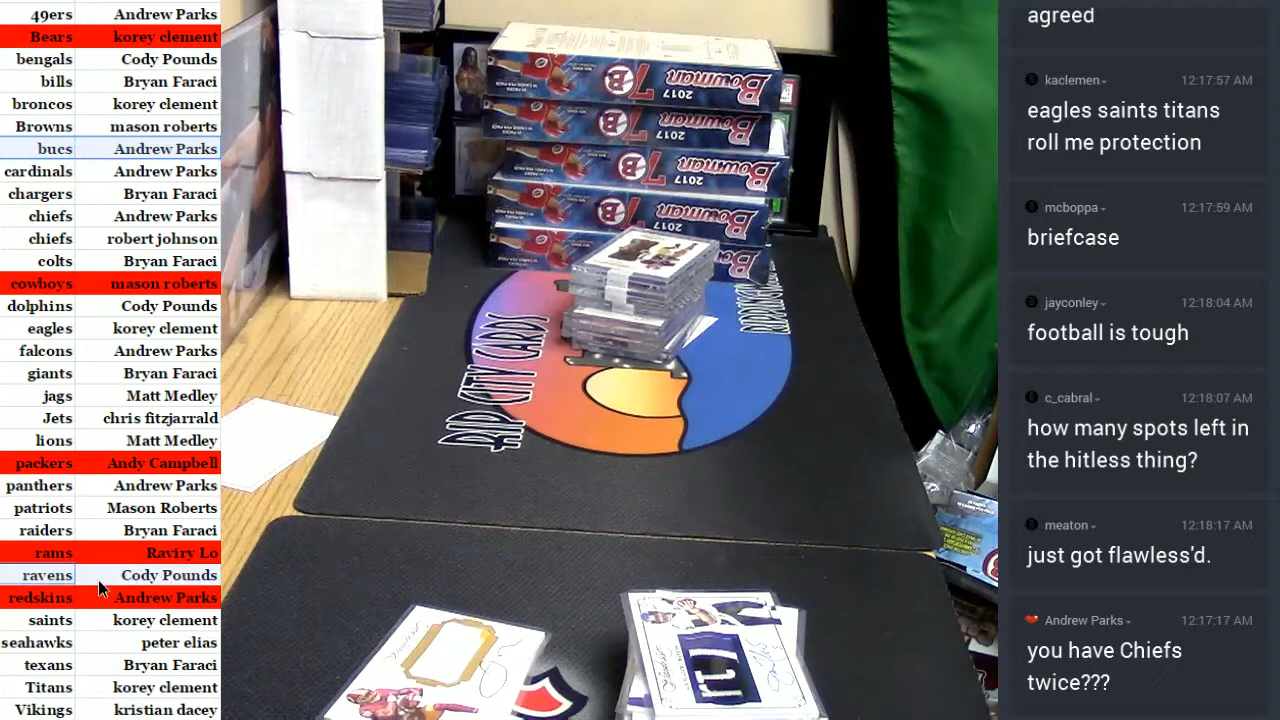 49ers Andrew Parks
Bears korey clement
bengals Cody Pounds
bills Bryan Faraci
broncos korey clement
Browns mason roberts
bucs Andrew Parks
cardinals Andrew Parks
chargers Bryan Faraci
chiefs Andrew Parks
chiefs robert johnson
colts Bryan Faraci
cowboys mason roberts
dolphins Cody Pounds
eagles korey clement
falcons Andrew Parks
giants Bryan Faraci
jags Matt Medley
Jets chris fitzjarrald
lions Matt Medley
packers Andy Campbell
panthers Andrew Parks
patriots Mason Roberts
raiders Bryan Faraci
rams Raviry Lo
ravens Cody Pounds
redskins Andrew Parks
saints korey clement
seahawks peter elias
texans Bryan Faraci
Titans korey clement
Vikings kristian dacey
Bowman 2017 7 B
Bowman 2017 7 B
Bowman 2017 7 B
Bowman 2017 7 B
Bowman
RIP CITY CARDS
agreed
kaclemen 12:17:57 AM
eagles saints titans
roll me protection
mcboppa 12:17:59 AM
briefcase
jayconley 12:18:04 AM
football is tough
c_cabral 12:18:07 AM
how many spots left in
the hitless thing?
meaton 12:18:17 AM
just got flawless'd.
Andrew Parks 12:17:17 AM
you have Chiefs
twice???